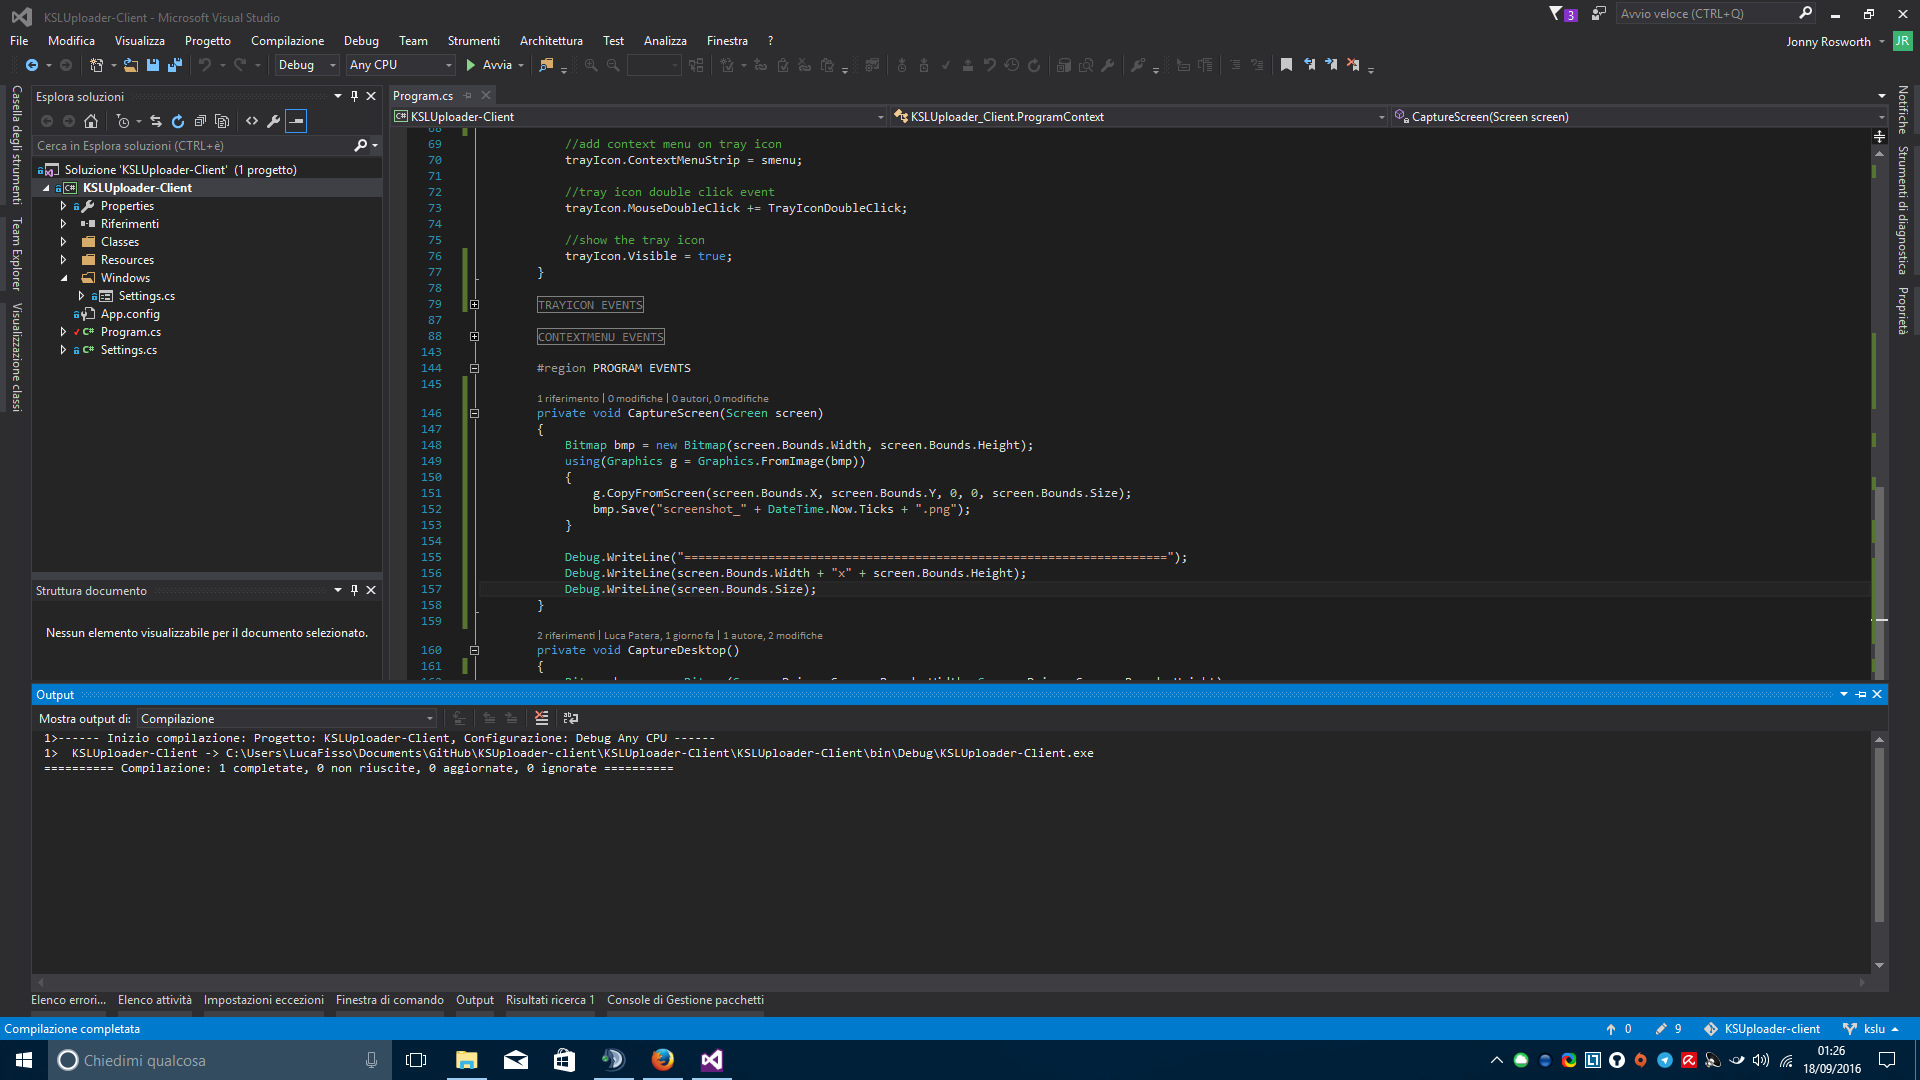 KSLUploader-Client - Microsoft Visual Studio
3
Avvio veloce (CTRL+Q)
File Modifica Visualizza Progetto Compilazione Debug Team Strumenti Architettura Test Analizza Finestra ?
Jonny Rosworth JR
Debug Any CPU Avvia
Casella degli strumenti
Team Explorer
Visualizzazione classi
Esplora soluzioni
Cerca in Esplora soluzioni (CTRL+è)
Soluzione 'KSLUploader-Client' (1 progetto)
C# KSLUploader-Client
Properties
Riferimenti
Classes
Resources
Windows
Settings.cs
App.config
C# Program.cs
C# Settings.cs
Struttura documento
Nessun elemento visualizzabile per il documento selezionato.
Program.cs
C# KSLUploader-Client KSLUploader_Client.ProgramContext CaptureScreen(Screen screen)
68
69 //add context menu on tray icon
70 trayIcon.ContextMenuStrip = smenu;
71
72 //tray icon double click event
73 trayIcon.MouseDoubleClick += TrayIconDoubleClick;
74
75 //show the tray icon
76 trayIcon.Visible = true;
77 }
78
79 TRAYICON EVENTS
87
88 CONTEXTMENU EVENTS
143
144 #region PROGRAM EVENTS
145
1 riferimento | 0 modifiche | 0 autori, 0 modifiche
146 private void CaptureScreen(Screen screen)
147 {
148 Bitmap bmp = new Bitmap(screen.Bounds.Width, screen.Bounds.Height);
149 using(Graphics g = Graphics.FromImage(bmp))
150 {
151 g.CopyFromScreen(screen.Bounds.X, screen.Bounds.Y, 0, 0, screen.Bounds.Size);
152 bmp.Save("screenshot_" + DateTime.Now.Ticks + ".png");
153 }
154
155 Debug.WriteLine("=====================================================================");
156 Debug.WriteLine(screen.Bounds.Width + "x" + screen.Bounds.Height);
157 Debug.WriteLine(screen.Bounds.Size);
158 }
159
2 riferimenti | Luca Patera, 1 giorno fa | 1 autore, 2 modifiche
160 private void CaptureDesktop()
161 {
Notifiche
Strumenti di diagnostica
Proprietà
Output
Mostra output di: Compilazione
1>------ Inizio compilazione: Progetto: KSLUploader-Client, Configurazione: Debug Any CPU ------
1> KSLUploader-Client -> C:\Users\LucaFisso\Documents\GitHub\KSUploader-client\KSLUploader-Client\KSLUploader-Client\bin\Debug\KSLUploader-Client.exe
========== Compilazione: 1 completate, 0 non riuscite, 0 aggiornate, 0 ignorate ==========
Elenco errori... Elenco attività Impostazioni eccezioni Finestra di comando Output Risultati ricerca 1 Console di Gestione pacchetti
Compilazione completata
0 9 KSUploader-client kslu
Chiedimi qualcosa
01:26
18/09/2016